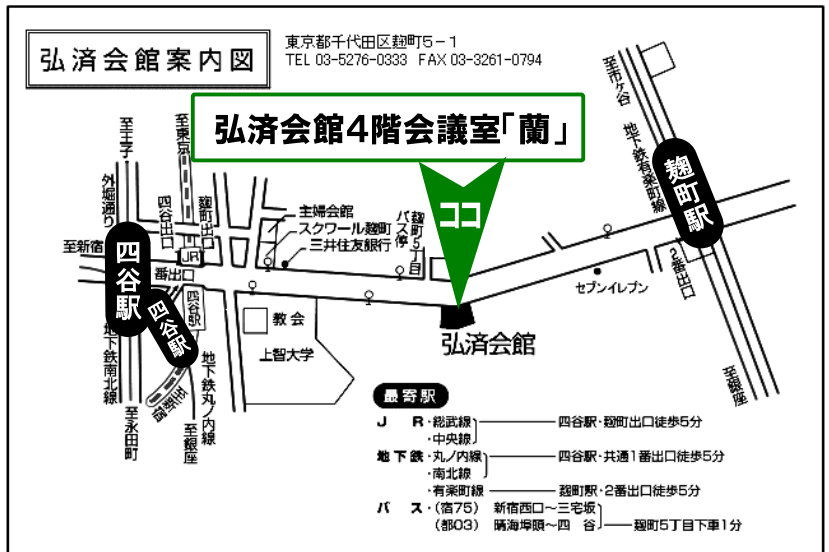 弘済会館案内図
東京都千代田区麹町5－1
TEL 03-5276-0333 FAX 03-3261-0794
弘済会館4階会議室「蘭」
ココ
至王子
外堀通り
至東京
四谷出口
麹町出口
主婦会館
スクワール麹町
三井住友銀行
麹町5丁目
バス停
至市ヶ谷
地下鉄有楽町線
麹町駅
2番出口
セブンイレブン
至銀座
至新宿
四谷駅
JR
番出口
四谷駅
四谷駅
地下鉄南北線
至永田町
至新宿
至銀座
地下鉄丸ノ内線
教会
上智大学
弘済会館
最寄駅
JR・総武線 四谷駅・麹町出口徒歩5分
・中央線
地下鉄・丸ノ内線 四谷駅・共通1番出口徒歩5分
・南北線
・有楽町線 麹町駅・2番出口徒歩5分
バス・(宿75) 新宿西口～三宅坂
(都03) 晴海埠頭～四谷 麹町5丁目下車1分